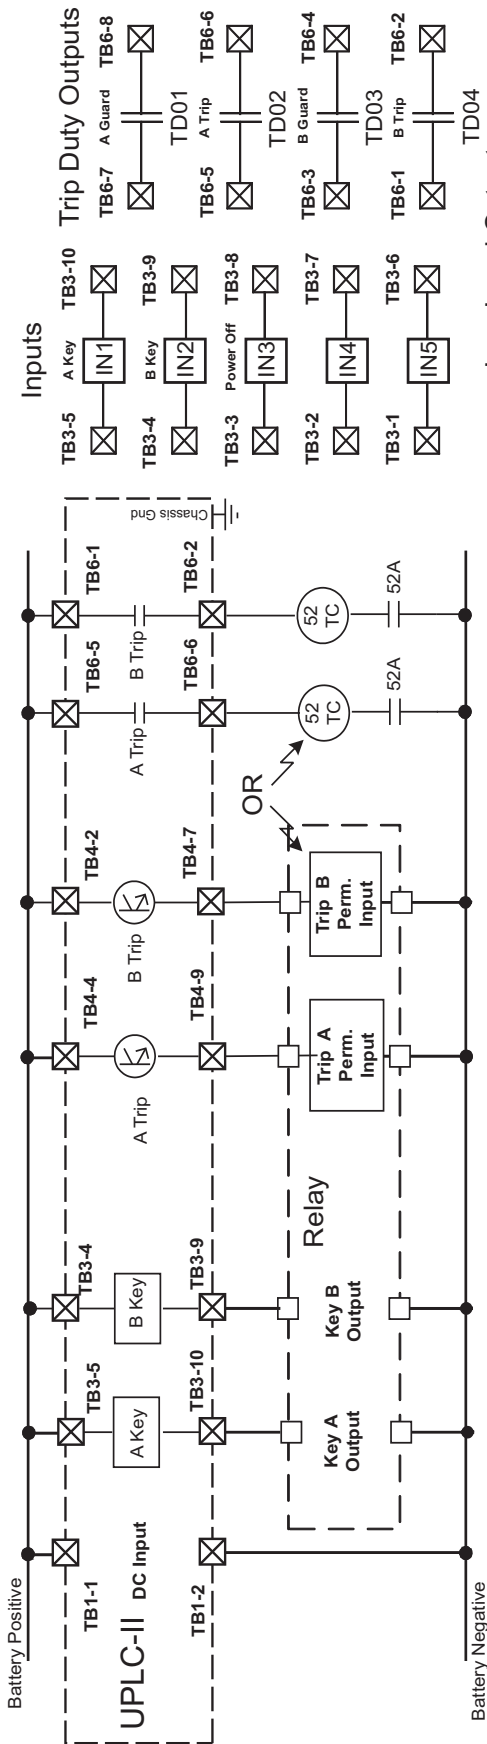 Battery Positive
TB1-1
UPLC-II
DC Input
TB1-2
TB3-5
A Key
TB3-10
TB3-4
B Key
TB3-9
TB4-4
A Trip
TB4-9
TB4-2
B Trip
TB4-7
TB6-5
A Trip
TB6-6
TB6-1
B Trip
TB6-2
Chassis Gnd
Relay
Key A
Output
Key B
Output
Trip A
Perm.
Input
Trip B
Perm.
Input
OR
52
TC
52A
52
TC
52A
Battery Negative
Inputs
TB3-5
A Key
IN1
TB3-10
TB3-4
B Key
IN2
TB3-9
TB3-3
Power Off
IN3
TB3-8
TB3-2
IN4
TB3-7
TB3-1
IN5
TB3-6
Trip Duty Outputs
TB6-7
A Guard
TD01
TB6-8
TB6-5
A Trip
TD02
TB6-6
TB6-3
B Guard
TD03
TB6-4
TB6-1
B Trip
TD04
TB6-2